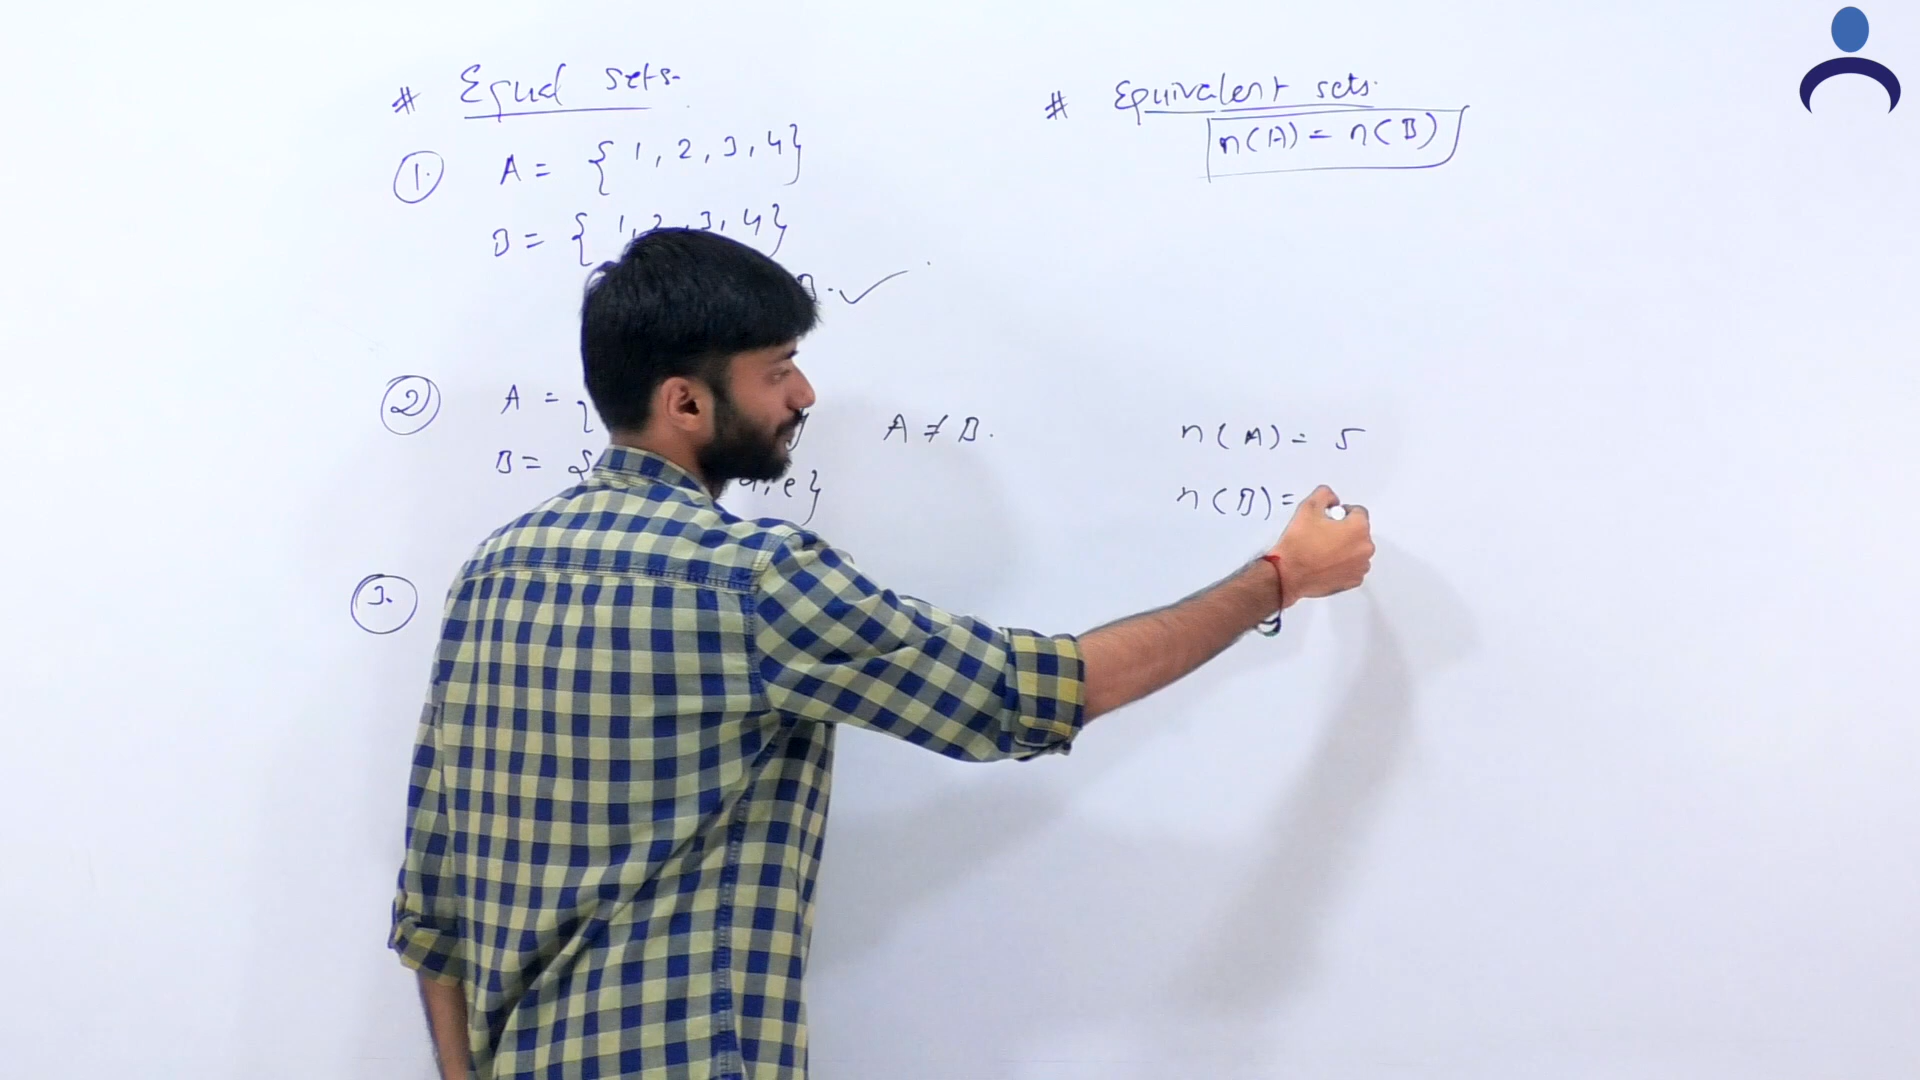 # Equal sets.
① A = { 1, 2, 3, 4}
B = { 1, 2, 3, 4}
B. ✓
② A = {
A ≠ B.
B = { d, e}
③
# Equivalent sets.
n(A) = n(B)
n(A) = 5
n(B) =